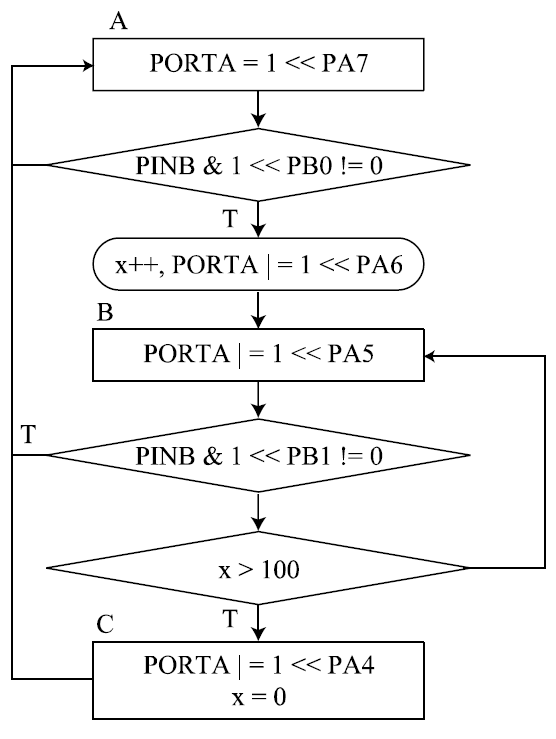 A
PORTA = 1 << PA7
PINB & 1 << PB0 != 0
T
x++, PORTA | = 1 << PA6
B
PORTA | = 1 << PA5
T
PINB & 1 << PB1 != 0
x > 100
T
C
PORTA | = 1 << PA4
x = 0